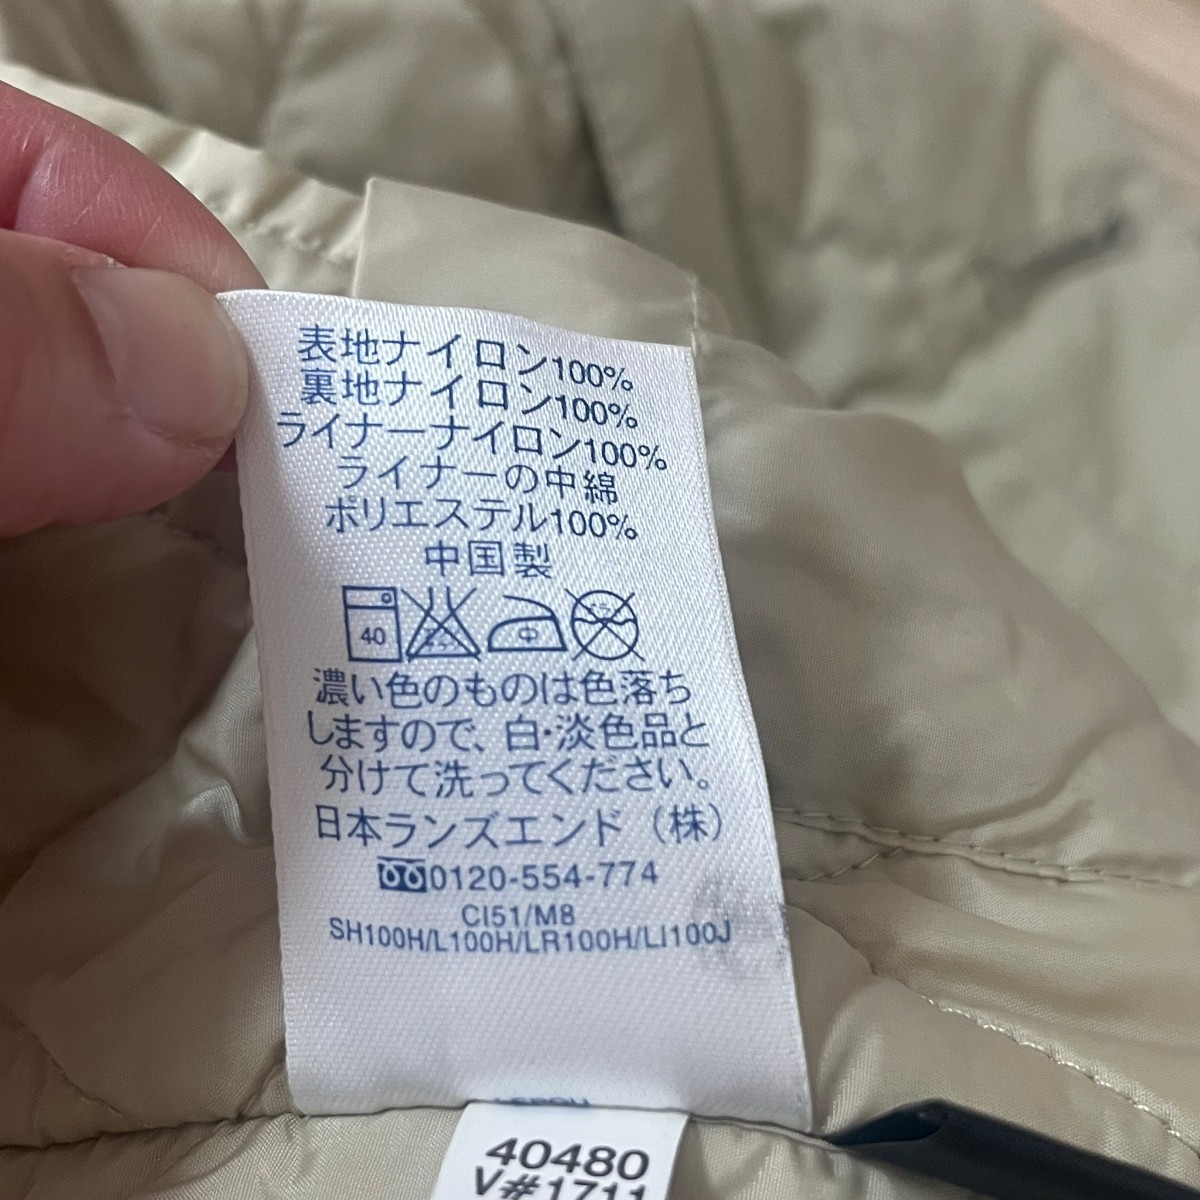 表地ナイロン100%
裏地ナイロン100%
ライナーナイロン100%
ライナーの中綿
ポリエステル100%
中国製
40
中
濃い色のものは色落ち
しますので、白・淡色品と
分けて洗ってください。
日本ランズエンド（株）
0120-554-774
CI51/M8
SH100H/L100H/LR100H/LI100J
40480
V#1711